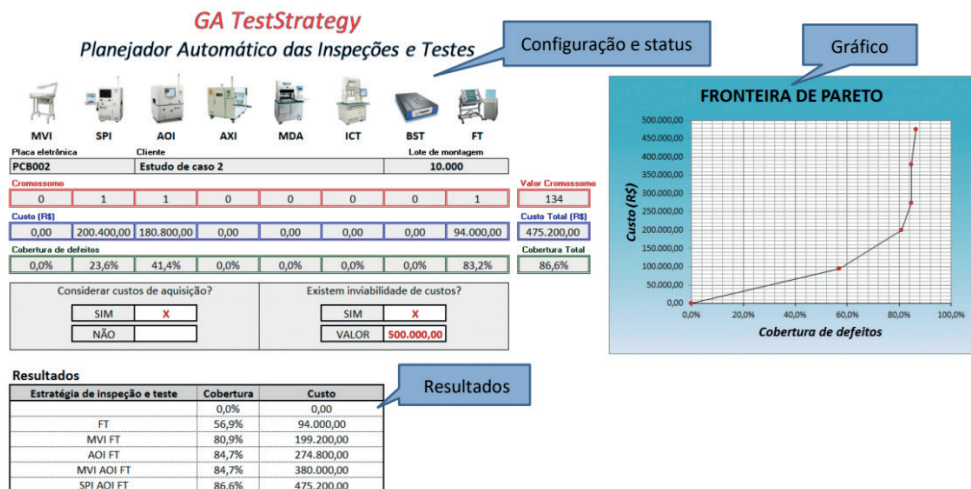 GA TestStrategy
Planejador Automático das Inspeções e Testes
Configuração e status
Gráfico
MVI SPI AOI AXI MDA ICT BST FT
Placa eletrônica Cliente Lote de montagem
PCB002 Estudo de caso 2 10.000
Cromossomo Valor Cromossomo
0 1 1 0 0 0 0 1 134
Custo (R$) Custo Total (R$)
0,00 200.400,00 180.800,00 0,00 0,00 0,00 0,00 94.000,00 475.200,00
Cobertura de defeitos Cobertura Total
0,0% 23,6% 41,4% 0,0% 0,0% 0,0% 0,0% 83,2% 86,6%
Considerar custos de aquisição? Existem inviabilidade de custos?
SIM X SIM X
NÃO VALOR 500.000,00
FRONTEIRA DE PARETO
Custo (R$)
500.000,00
450.000,00
400.000,00
350.000,00
300.000,00
250.000,00
200.000,00
150.000,00
100.000,00
50.000,00
0,00
0,0% 20,0% 40,0% 60,0% 80,0% 100,0%
Cobertura de defeitos
Resultados
Resultados
Estratégia de inspeção e teste Cobertura Custo
0,0% 0,00
FT 56,9% 94.000,00
MVI FT 80,9% 199.200,00
AOI FT 84,7% 274.800,00
MVI AOI FT 84,7% 380.000,00
SPI AOI FT 86,6% 475.200,00